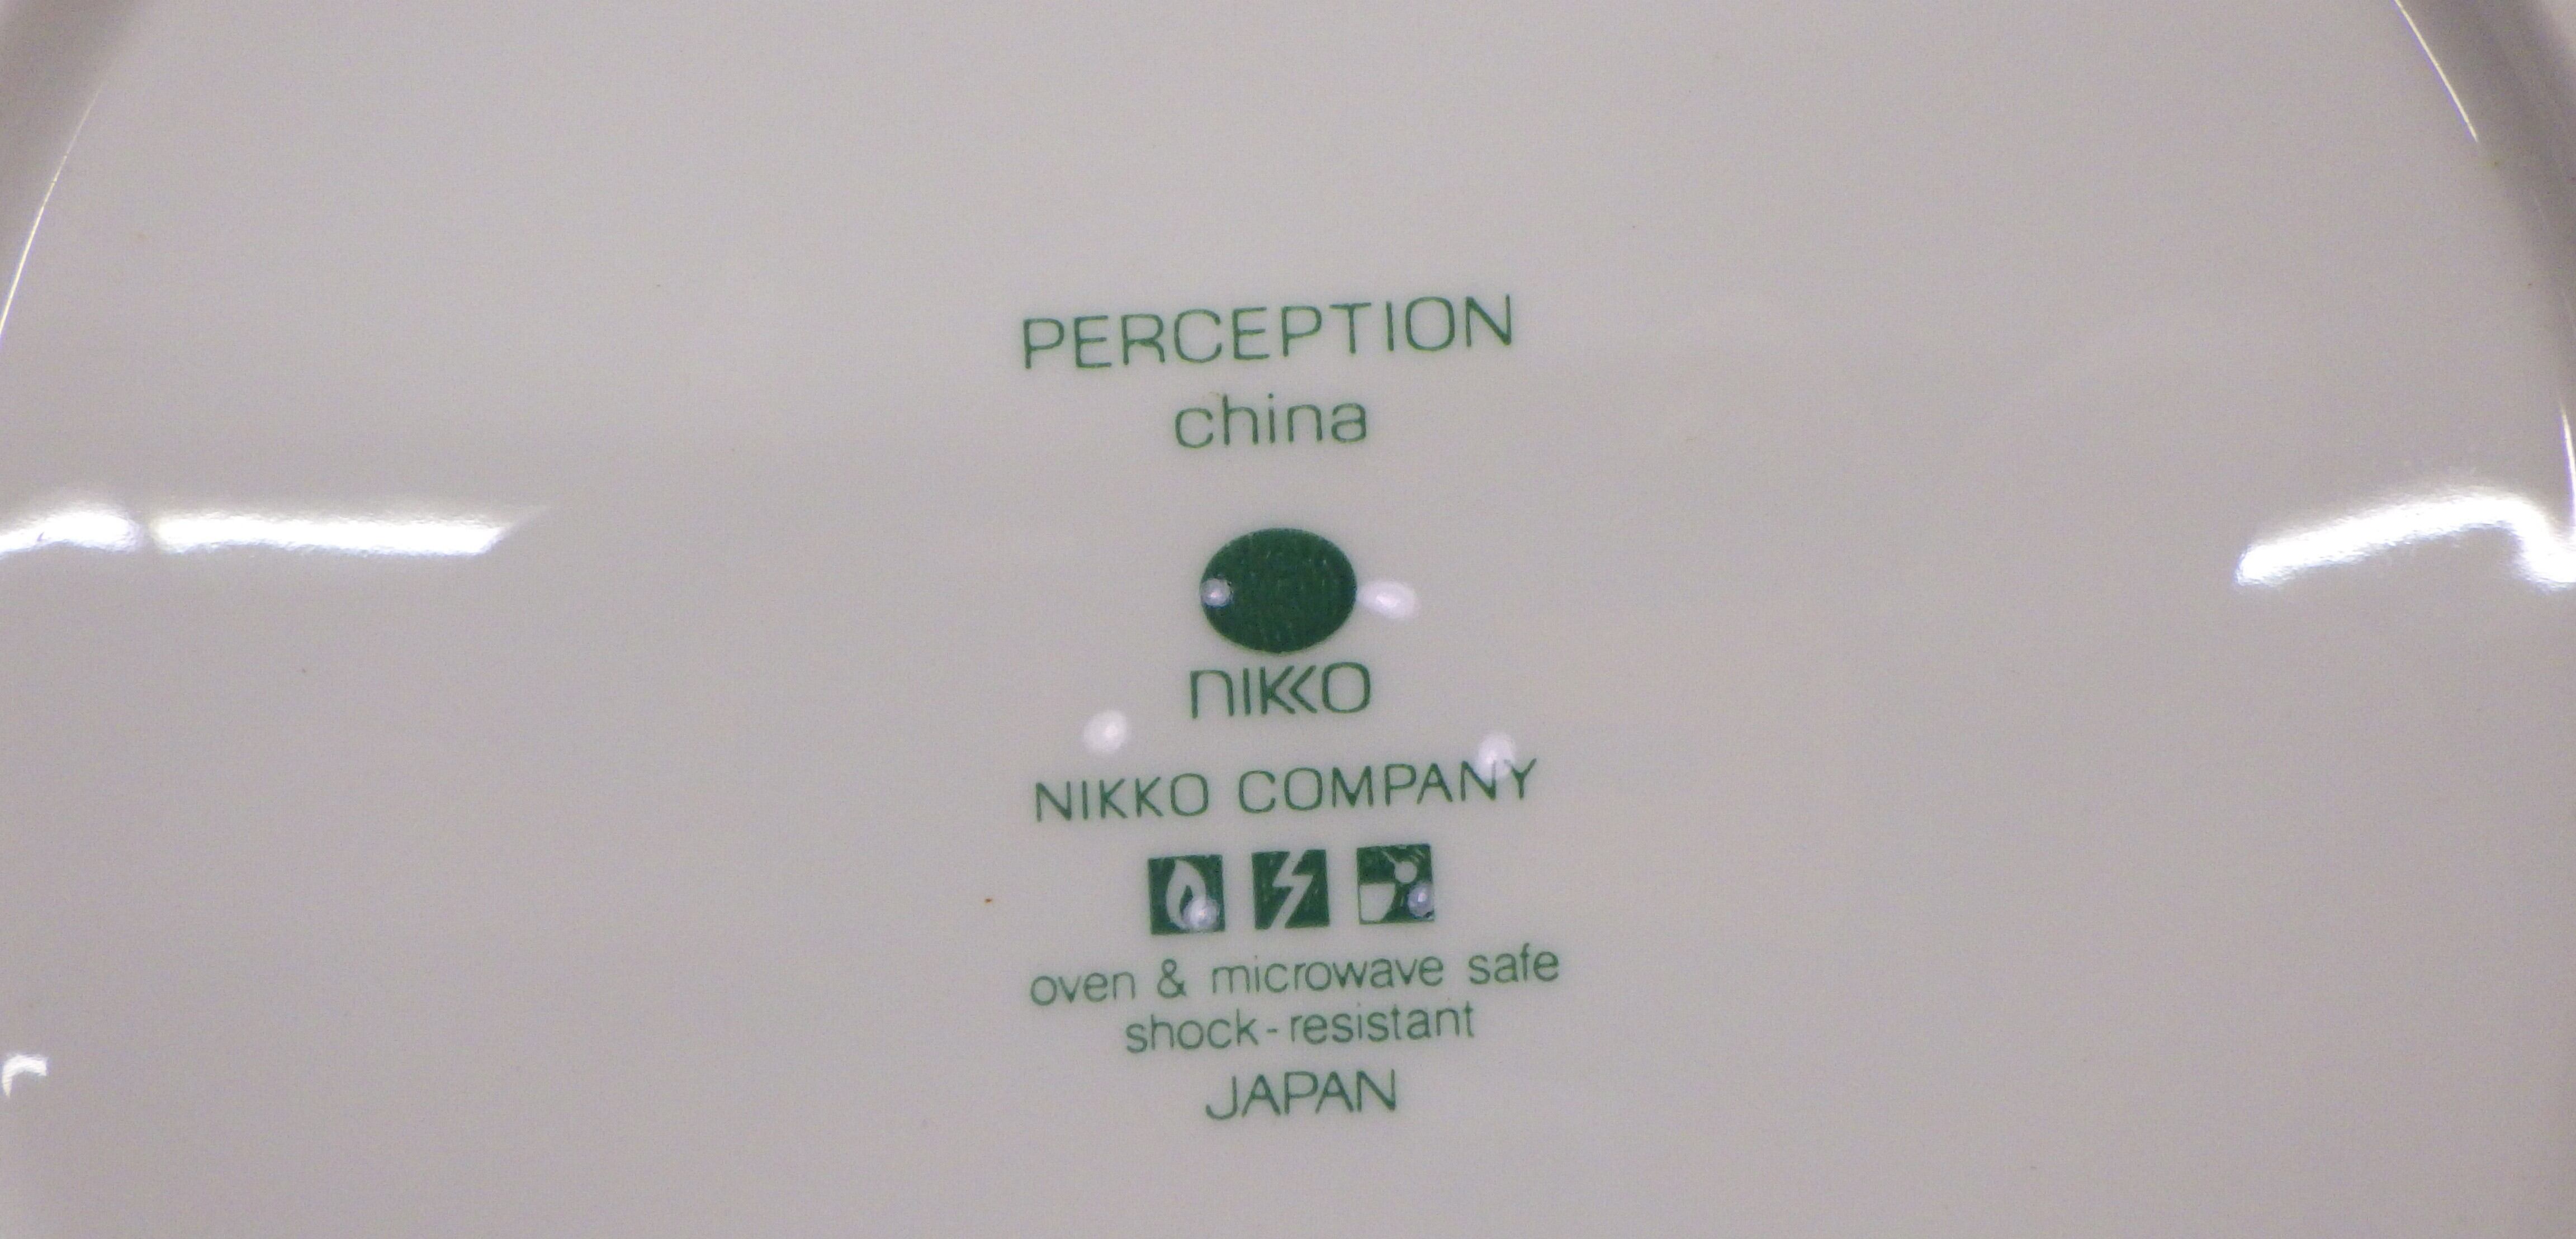 PERCEPTION
china
nikko
NIKKO COMPANY
oven & microwave safe
shock-resistant
JAPAN